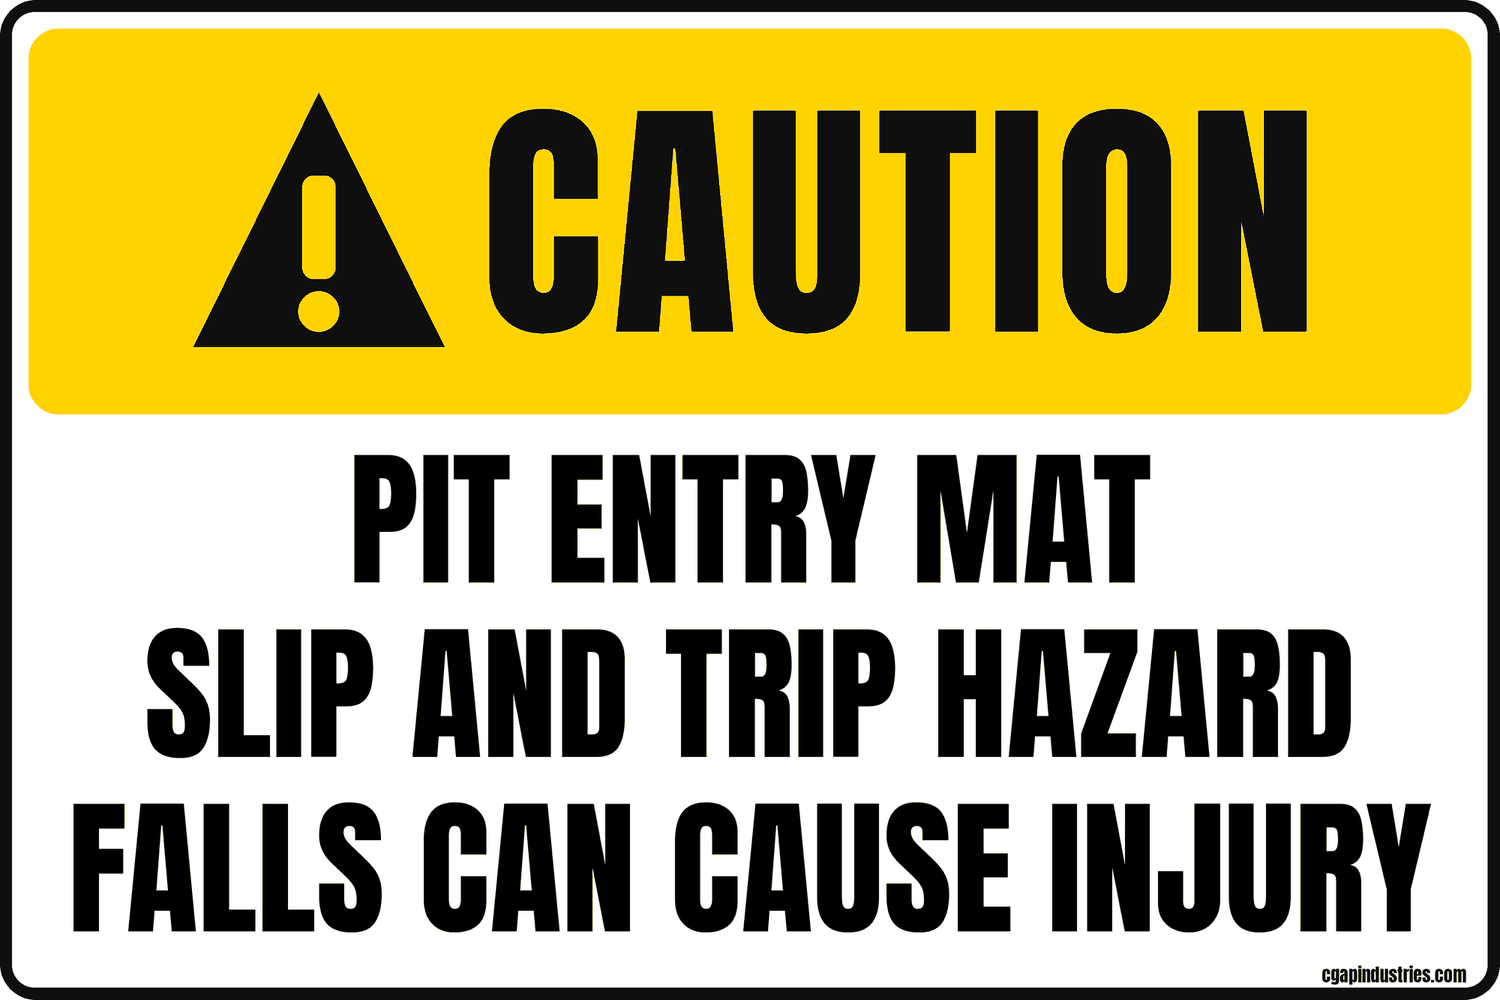 CAUTION
PIT ENTRY MAT
SLIP AND TRIP HAZARD
FALLS CAN CAUSE INJURY
cgapindustries.com